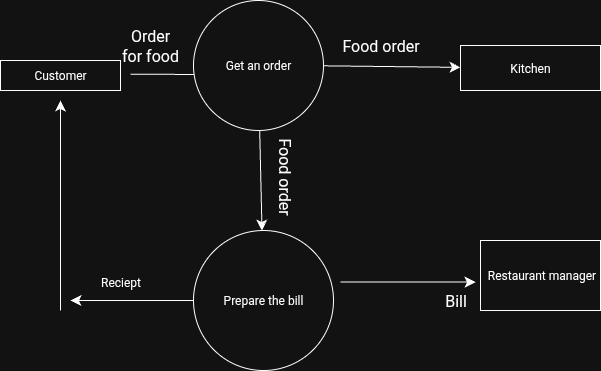 Order
for food
Food order
Customer
Get an order
Kitchen
Food order
Reciept
Prepare the bill
Restaurant manager
Bill